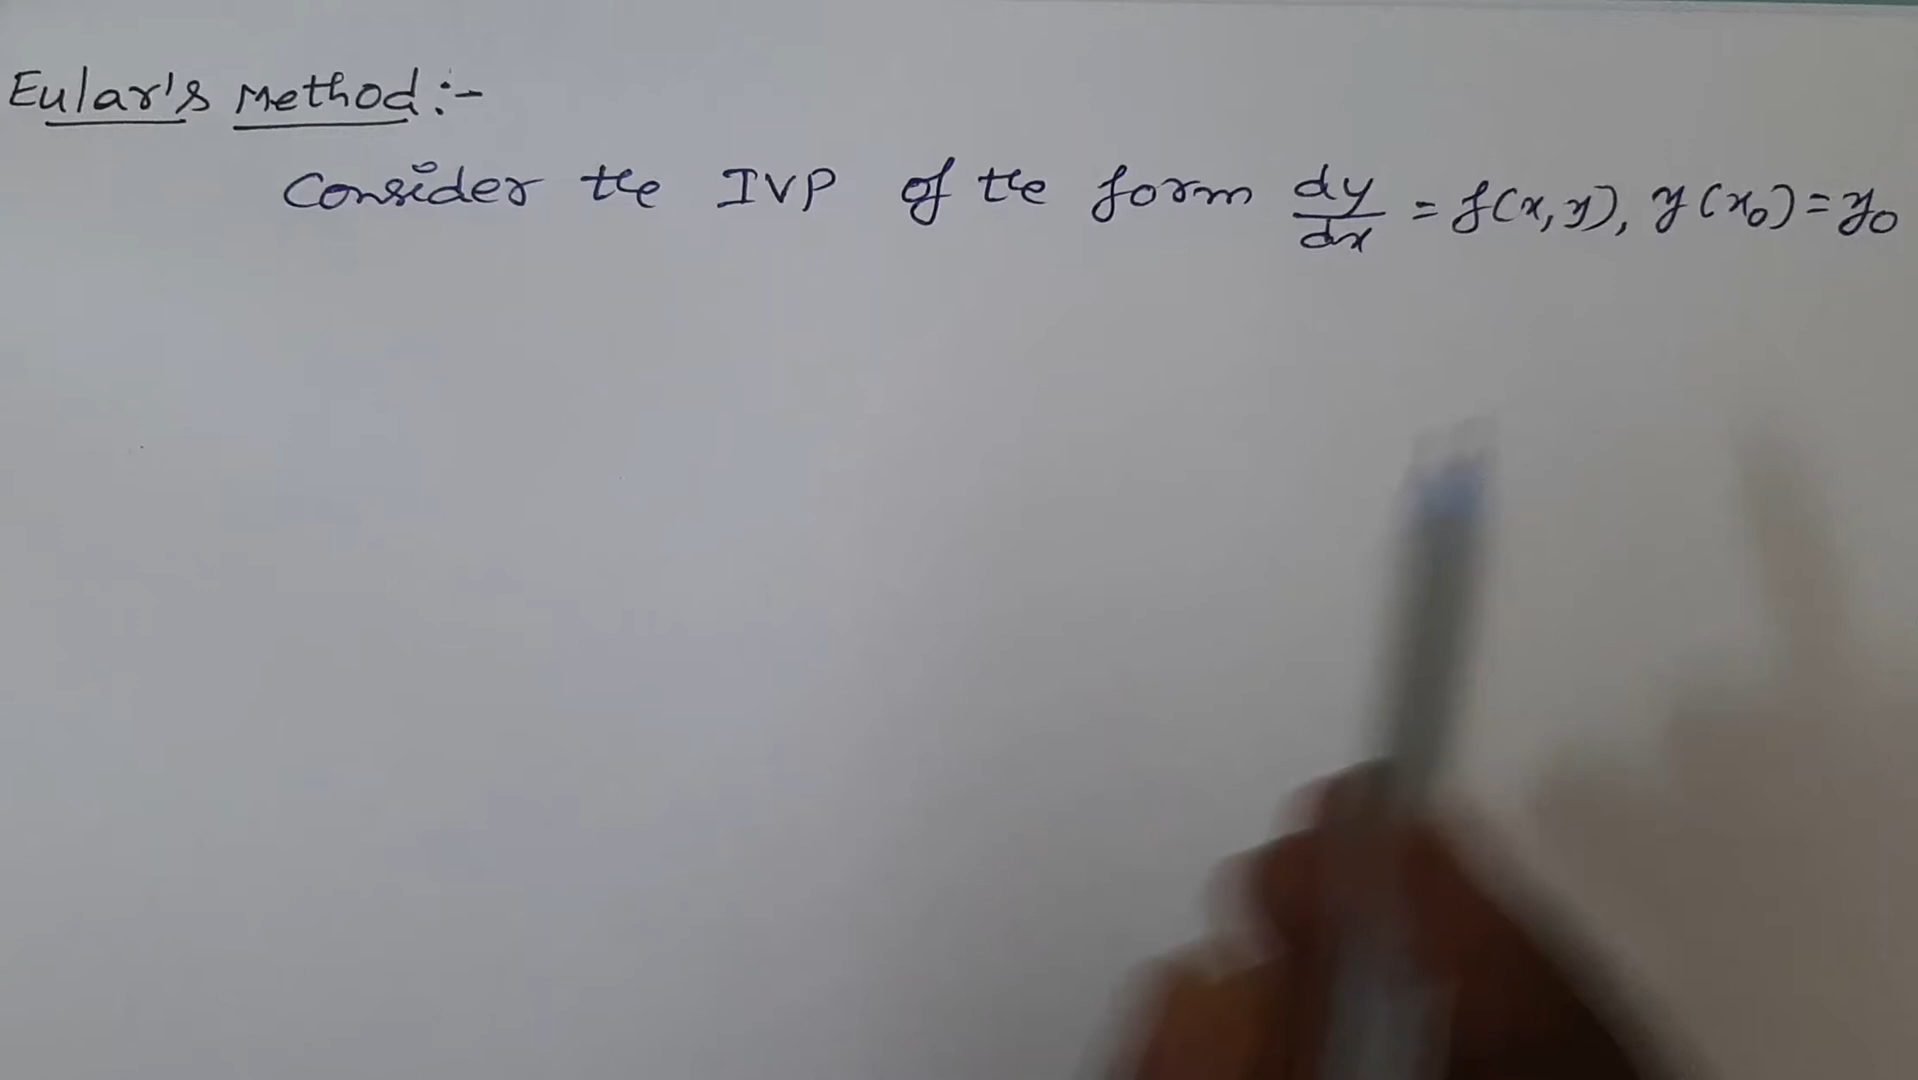 Eular's Method:-
Consider the IVP of the form dy/dx = f(x,y), y(x₀)=y₀